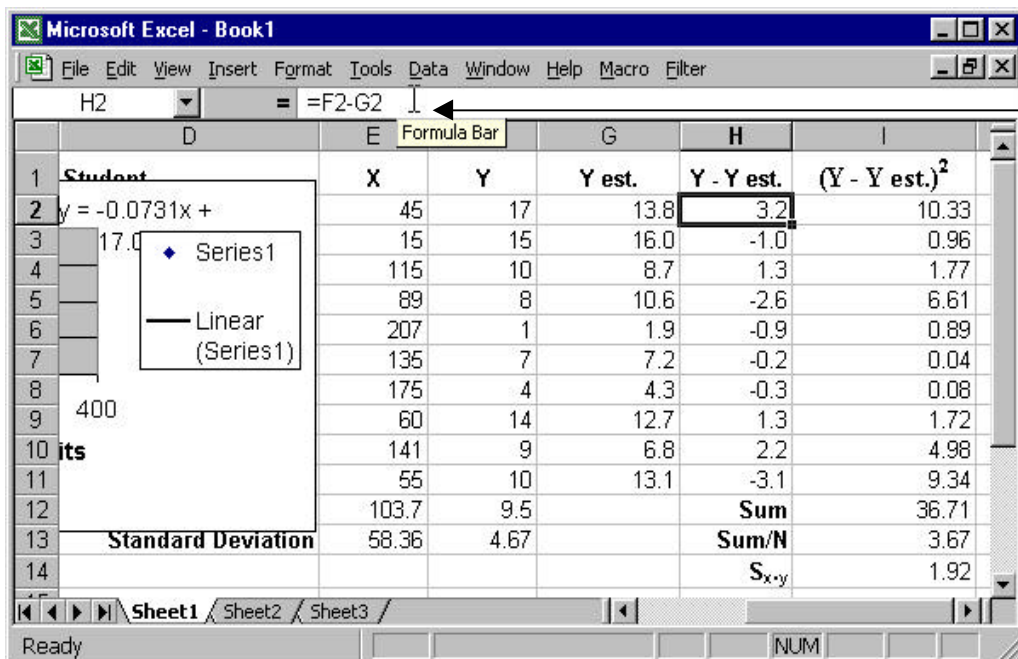 Microsoft Excel - Book1
File Edit View Insert Format Tools Data Window Help Macro Filter
H2 = =F2-G2
Formula Bar
D E G H I
1 Student X Y Y est. Y - Y est. (Y - Y est.)2
2 y = -0.0731x + 45 17 13.8 3.2 10.33
3 17.0 Series1 15 15 16.0 -1.0 0.96
4 115 10 8.7 1.3 1.77
5 89 8 10.6 -2.6 6.61
6 Linear 207 1 1.9 -0.9 0.89
7 (Series1) 135 7 7.2 -0.2 0.04
8 175 4 4.3 -0.3 0.08
9 400 60 14 12.7 1.3 1.72
10 its 141 9 6.8 2.2 4.98
11 55 10 13.1 -3.1 9.34
12 103.7 9.5 Sum 36.71
13 Standard Deviation 58.36 4.67 Sum/N 3.67
14 Sx•y 1.92
Sheet1 Sheet2 Sheet3
Ready NUM